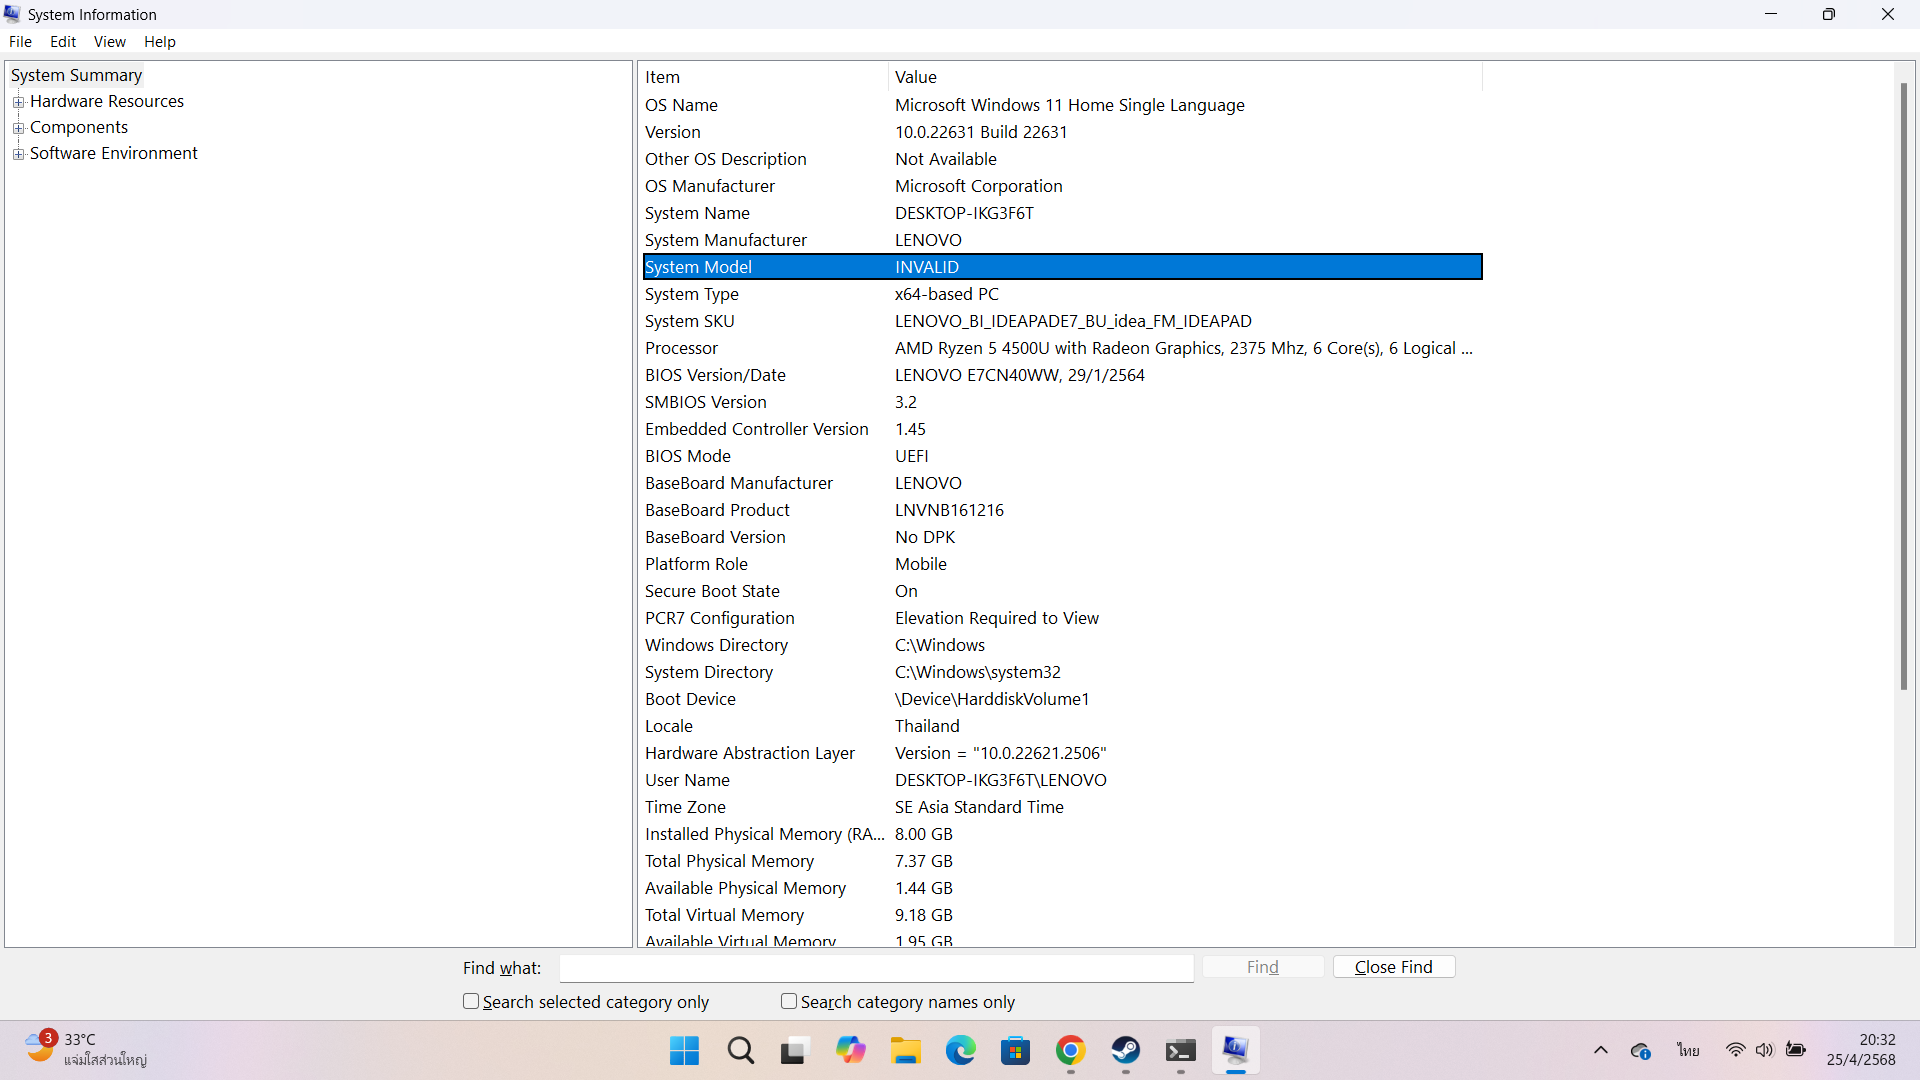 System Information
File Edit View Help
System Summary
Hardware Resources
Components
Software Environment
Item Value
OS Name Microsoft Windows 11 Home Single Language
Version 10.0.22631 Build 22631
Other OS Description Not Available
OS Manufacturer Microsoft Corporation
System Name DESKTOP-IKG3F6T
System Manufacturer LENOVO
System Model INVALID
System Type x64-based PC
System SKU LENOVO_BI_IDEAPADE7_BU_idea_FM_IDEAPAD
Processor AMD Ryzen 5 4500U with Radeon Graphics, 2375 Mhz, 6 Core(s), 6 Logical ...
BIOS Version/Date LENOVO E7CN40WW, 29/1/2564
SMBIOS Version 3.2
Embedded Controller Version 1.45
BIOS Mode UEFI
BaseBoard Manufacturer LENOVO
BaseBoard Product LNVNB161216
BaseBoard Version No DPK
Platform Role Mobile
Secure Boot State On
PCR7 Configuration Elevation Required to View
Windows Directory C:\Windows
System Directory C:\Windows\system32
Boot Device \Device\HarddiskVolume1
Locale Thailand
Hardware Abstraction Layer Version = "10.0.22621.2506"
User Name DESKTOP-IKG3F6T\LENOVO
Time Zone SE Asia Standard Time
Installed Physical Memory (RA... 8.00 GB
Total Physical Memory 7.37 GB
Available Physical Memory 1.44 GB
Total Virtual Memory 9.18 GB
Available Virtual Memory 1.95 GB
Find what: Find Close Find
Search selected category only Search category names only
3 33°C
แจ่มใสส่วนใหญ่
ไทย
20:32
25/4/2568